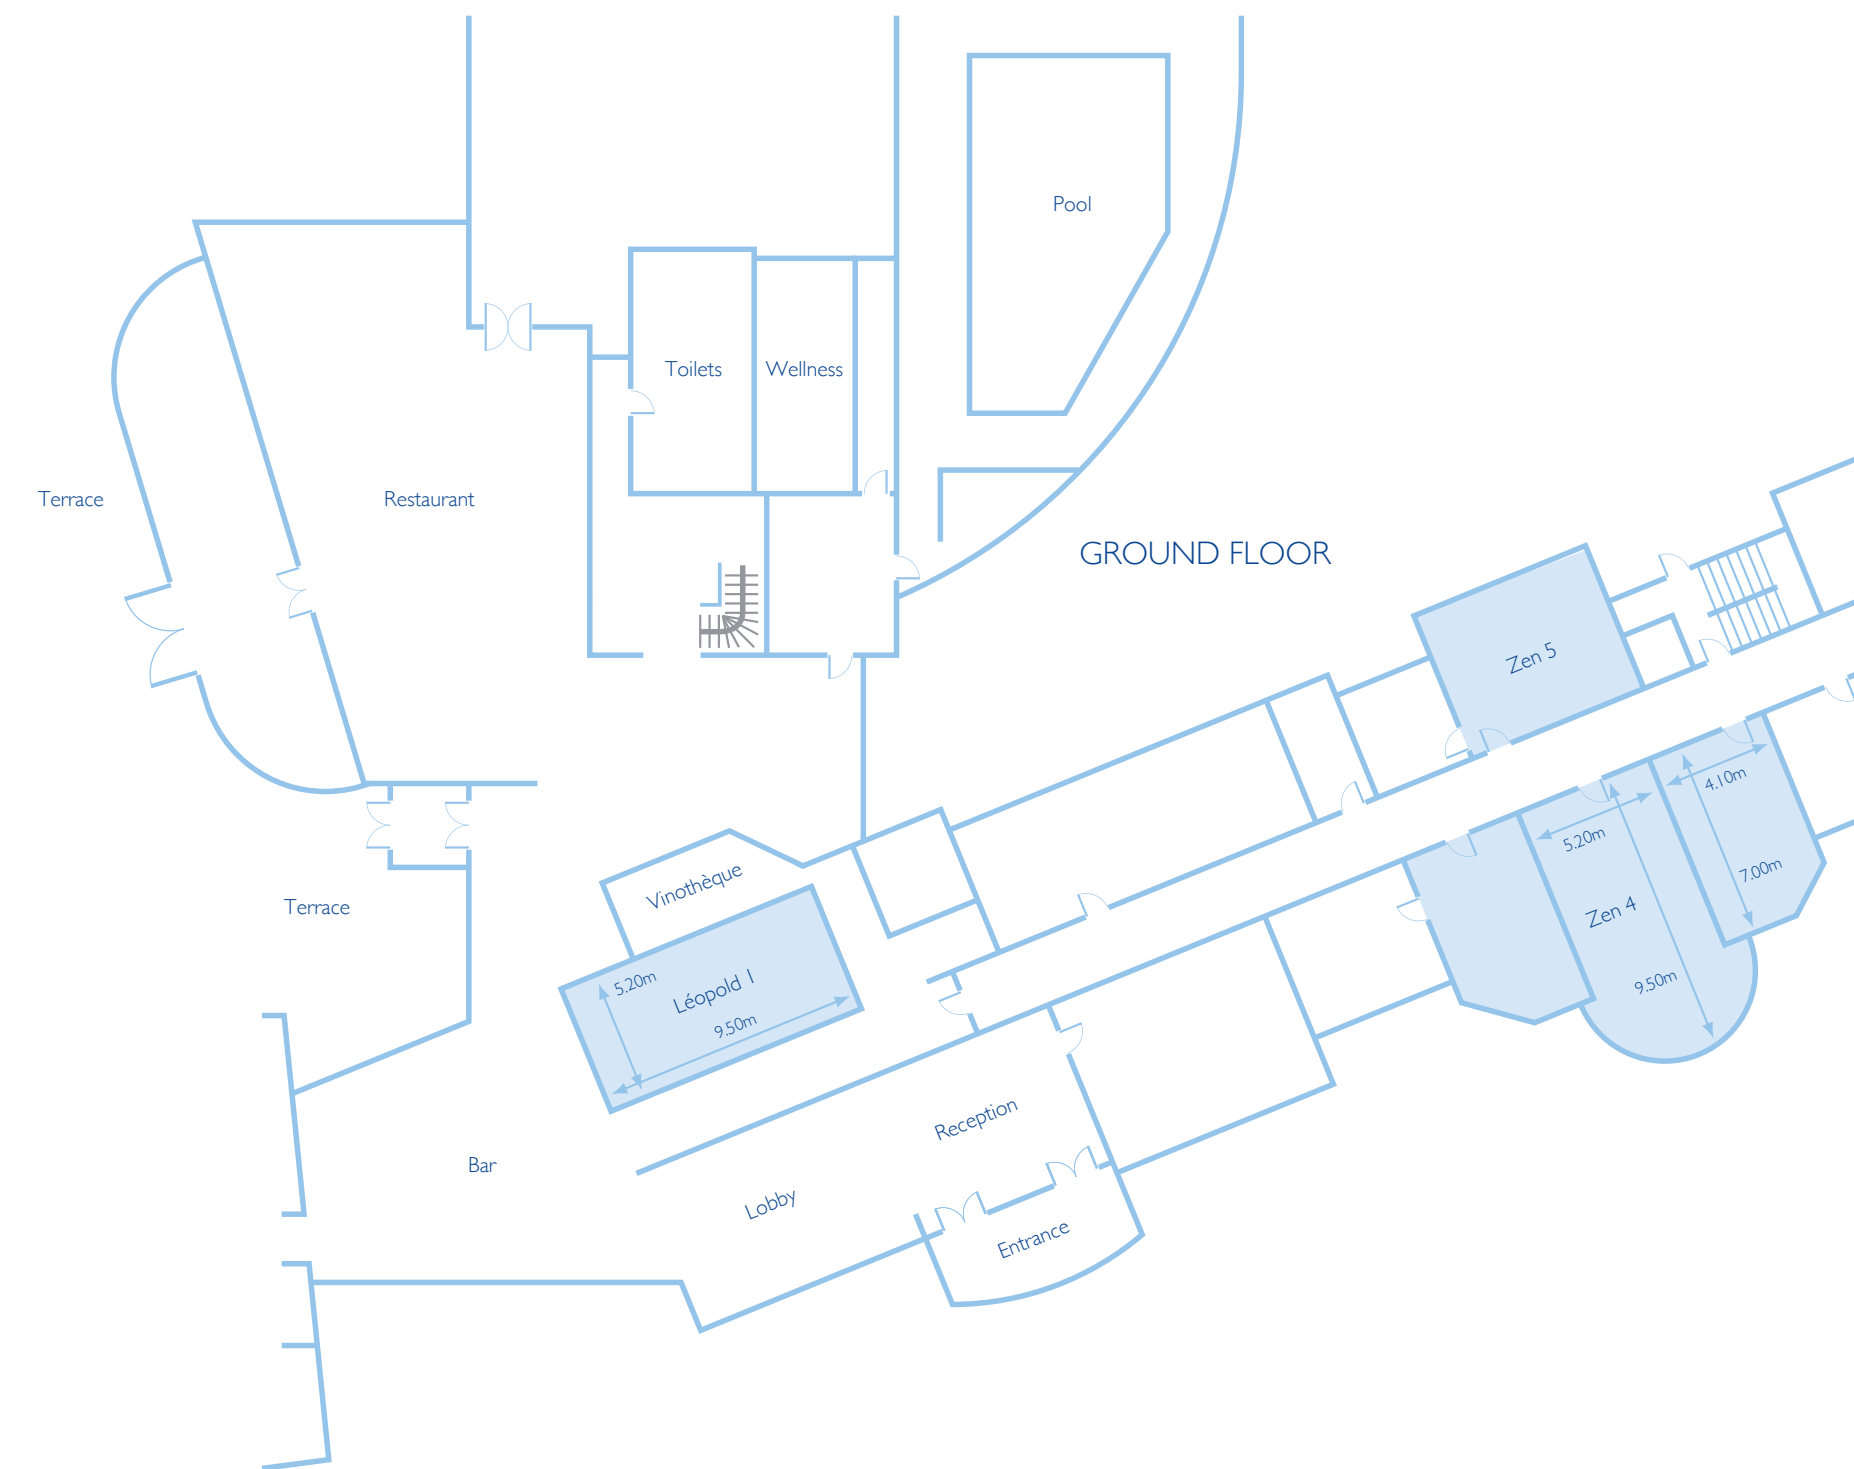 Pool
Toilets
Wellness
Terrace
Restaurant
GROUND FLOOR
Zen 5
4.10m
5.20m
7.00m
Vinothèque
Terrace
Zen 4
5.20m
Léopold 1
9.50m
9.50m
Reception
Bar
Lobby
Entrance